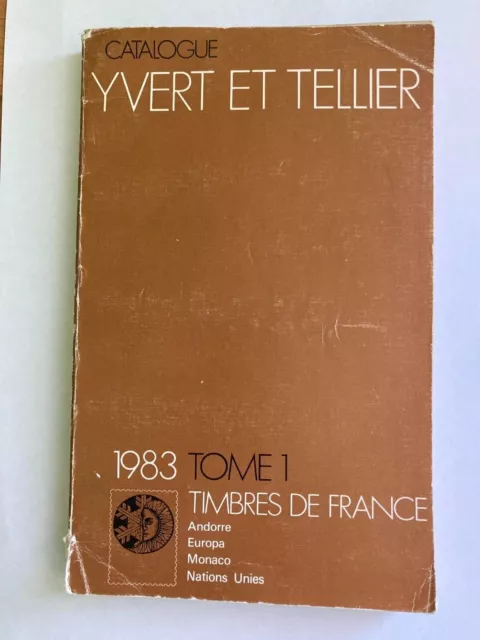 CATALOGUE
YVERT ET TELLIER
1983 TOME 1
TIMBRES DE FRANCE
Andorre
Europa
Monaco
Nations Unies